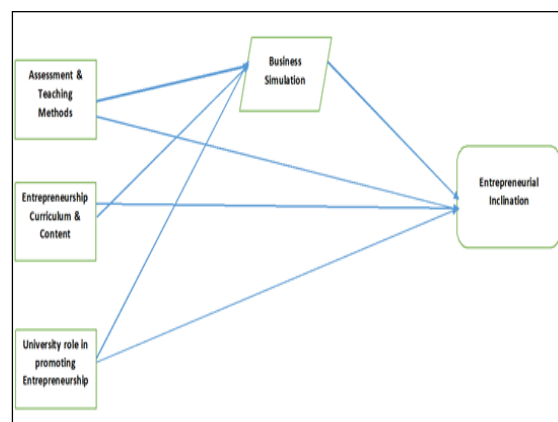 Business
Simulation
Assessment &
Teaching
Methods
Entrepreneurial
Inclination
Entrepreneurship
Curriculum &
Content
University role in
promoting
Entrepreneurship